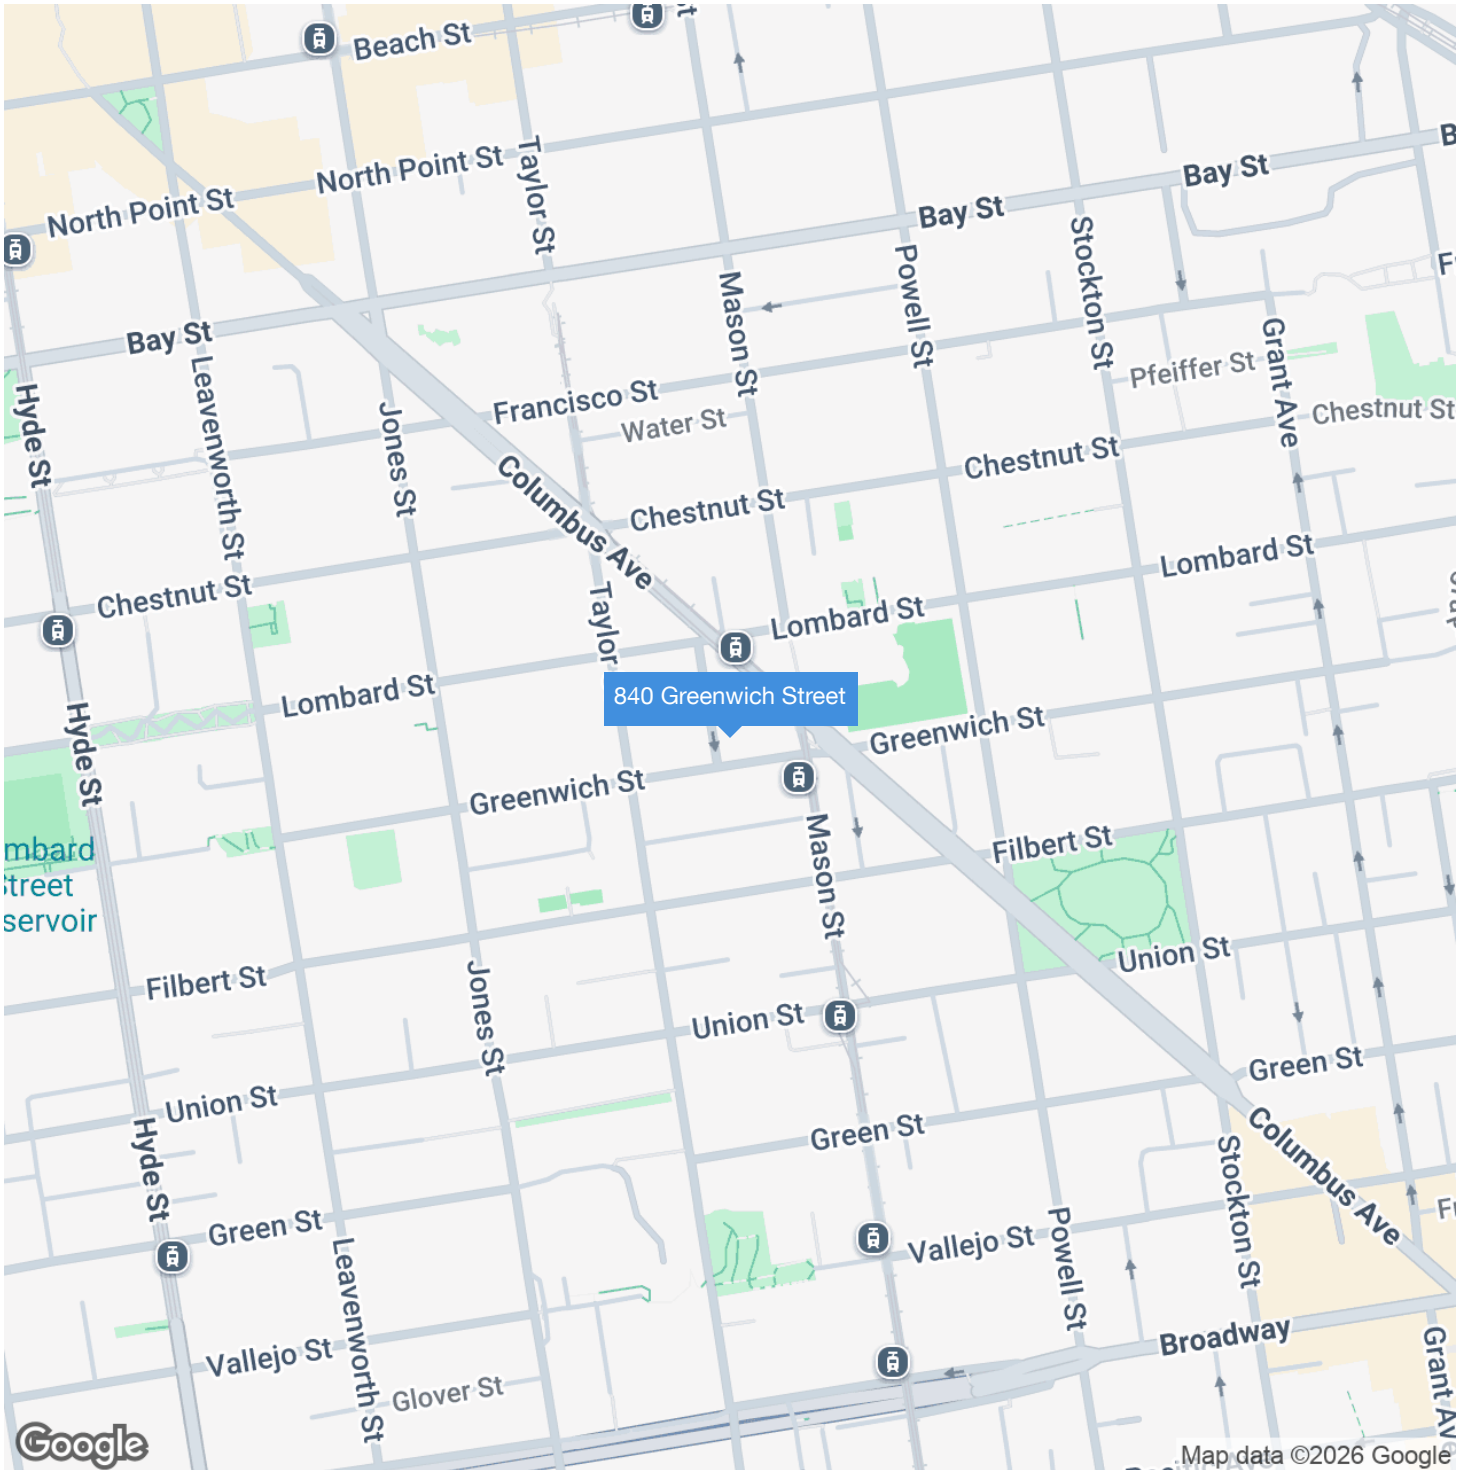 Beach St
St
North Point St
North Point St
Taylor St
Bay St
Bay St
Bay St
B
Mason St
Powell St
Stockton St
Grant Ave
Hyde St
Leavenworth St
Jones St
Francisco St
Water St
Pfeiffer St
Chestnut St
Chestnut St
Chestnut St
Chestnut St
Columbus Ave
Taylor
Lombard St
Lombard St
Lombard St
840 Greenwich Street
Greenwich St
Greenwich St
Hyde St
Mason St
Filbert St
mbard
Street
servoir
Filbert St
Jones St
Union St
Union St
Union St
Hyde St
Green St
Green St
Green St
Columbus Ave
Stockton St
Powell St
Vallejo St
Vallejo St
Leavenworth St
Glover St
Broadway
Grant Av
Google
Map data ©2026 Google